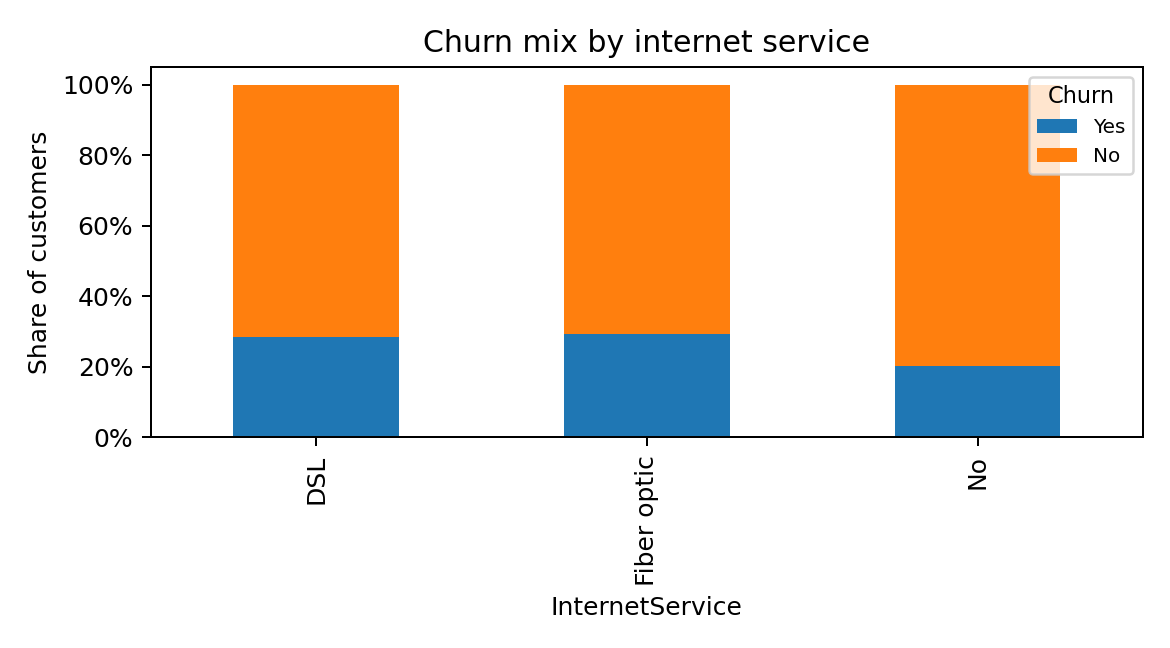 Churn mix by internet service
Share of customers
100%
80%
60%
40%
20%
0%
Churn
Yes
No
DSL
Fiber optic
No
InternetService